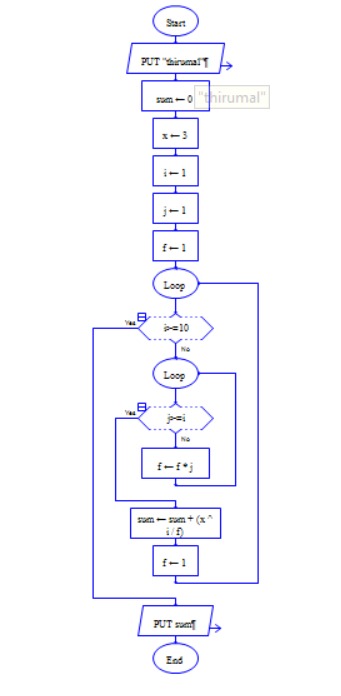 Start
PUT "thirumal"¶
sum ← 0
"thirumal"
x ← 3
i ← 1
j ← 1
f ← 1
Loop
i>=10
Yes
No
Loop
j>=i
Yes
No
f ← f * j
sum ← sum + (x ^
i / f)
f ← 1
PUT sum¶
End